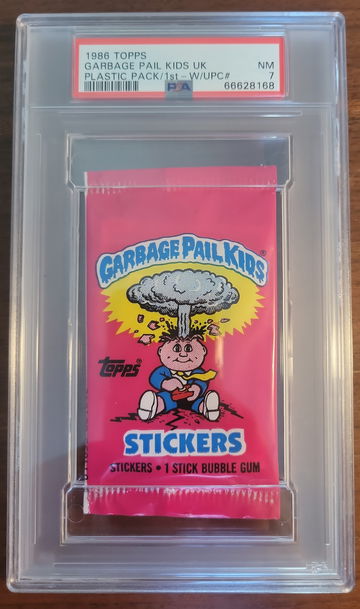 1986 TOPPS
GARBAGE PAIL KIDS UK NM
PLASTIC PACK/1st - W/UPC# 7
PSA 66628168
GARBAGE PAIL KIDS®
topps®
STICKERS
STICKERS • 1 STICK BUBBLE GUM